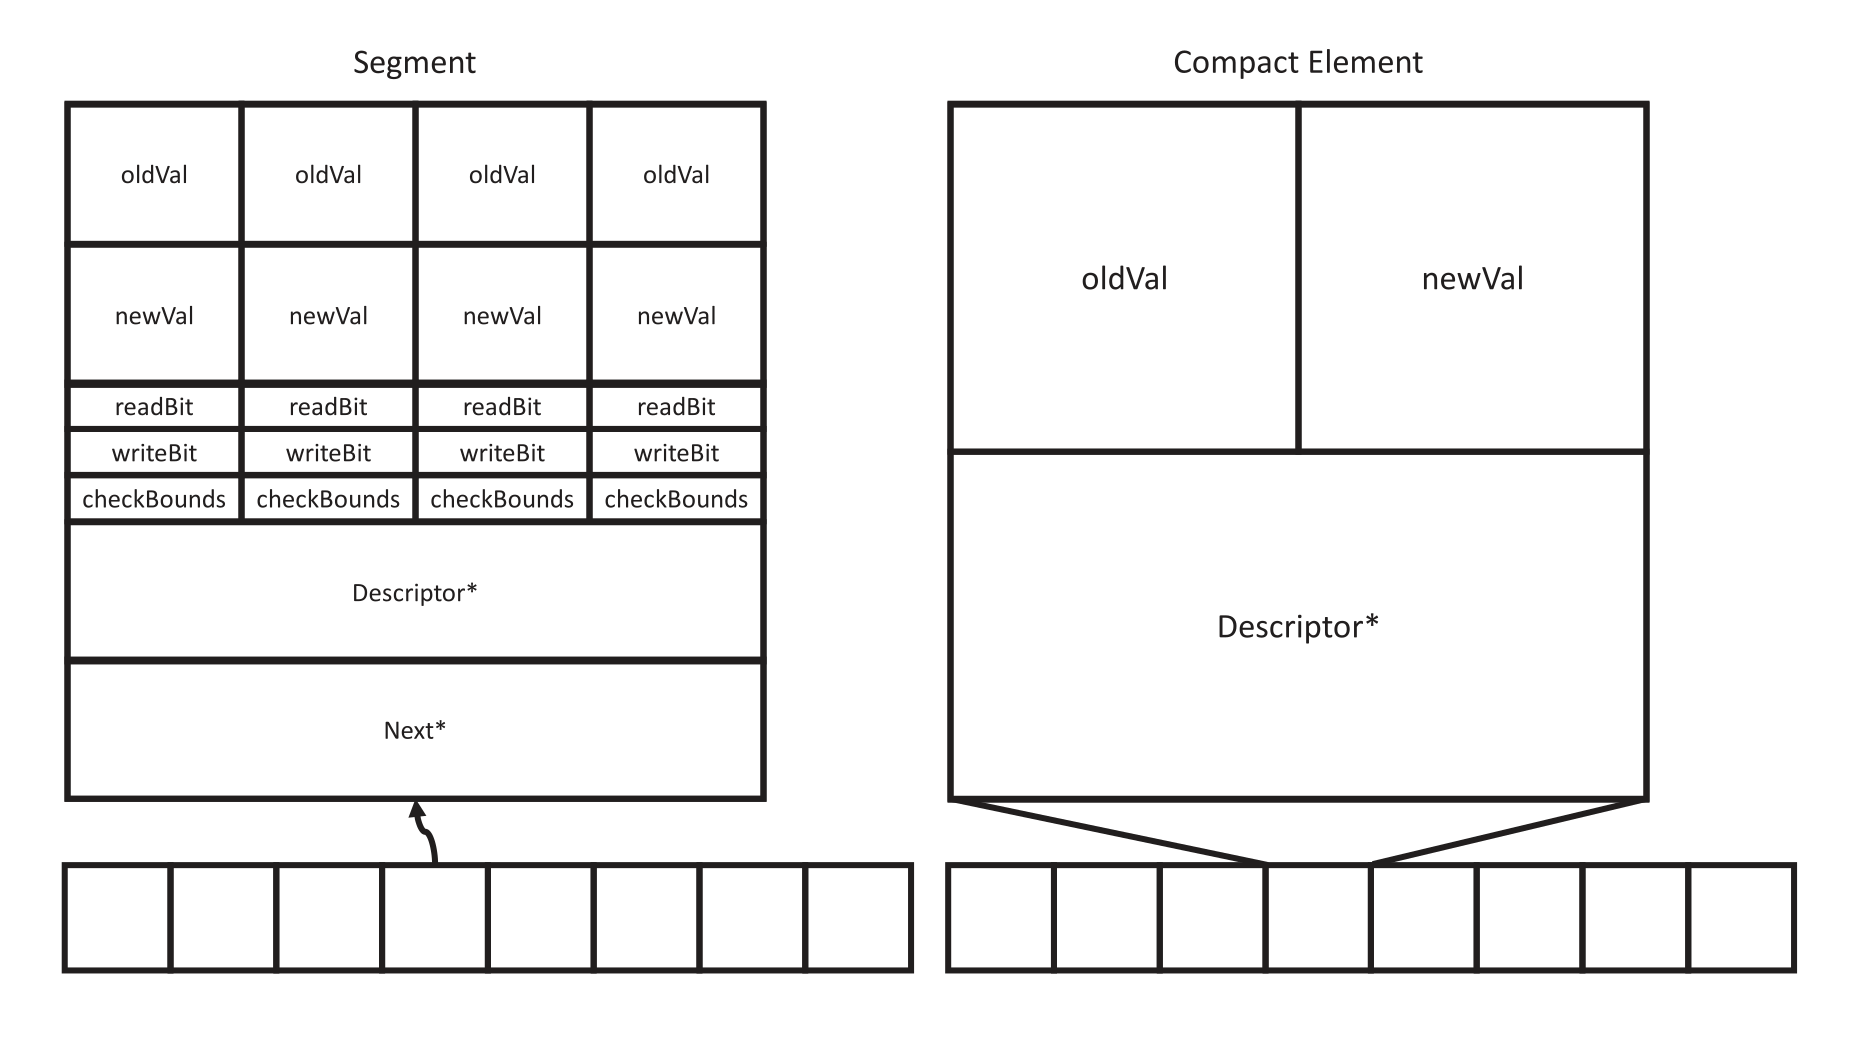 Segment
oldVal oldVal oldVal oldVal
newVal newVal newVal newVal
readBit readBit readBit readBit
writeBit writeBit writeBit writeBit
checkBounds checkBounds checkBounds checkBounds
Descriptor*
Next*
Compact Element
oldVal newVal
Descriptor*